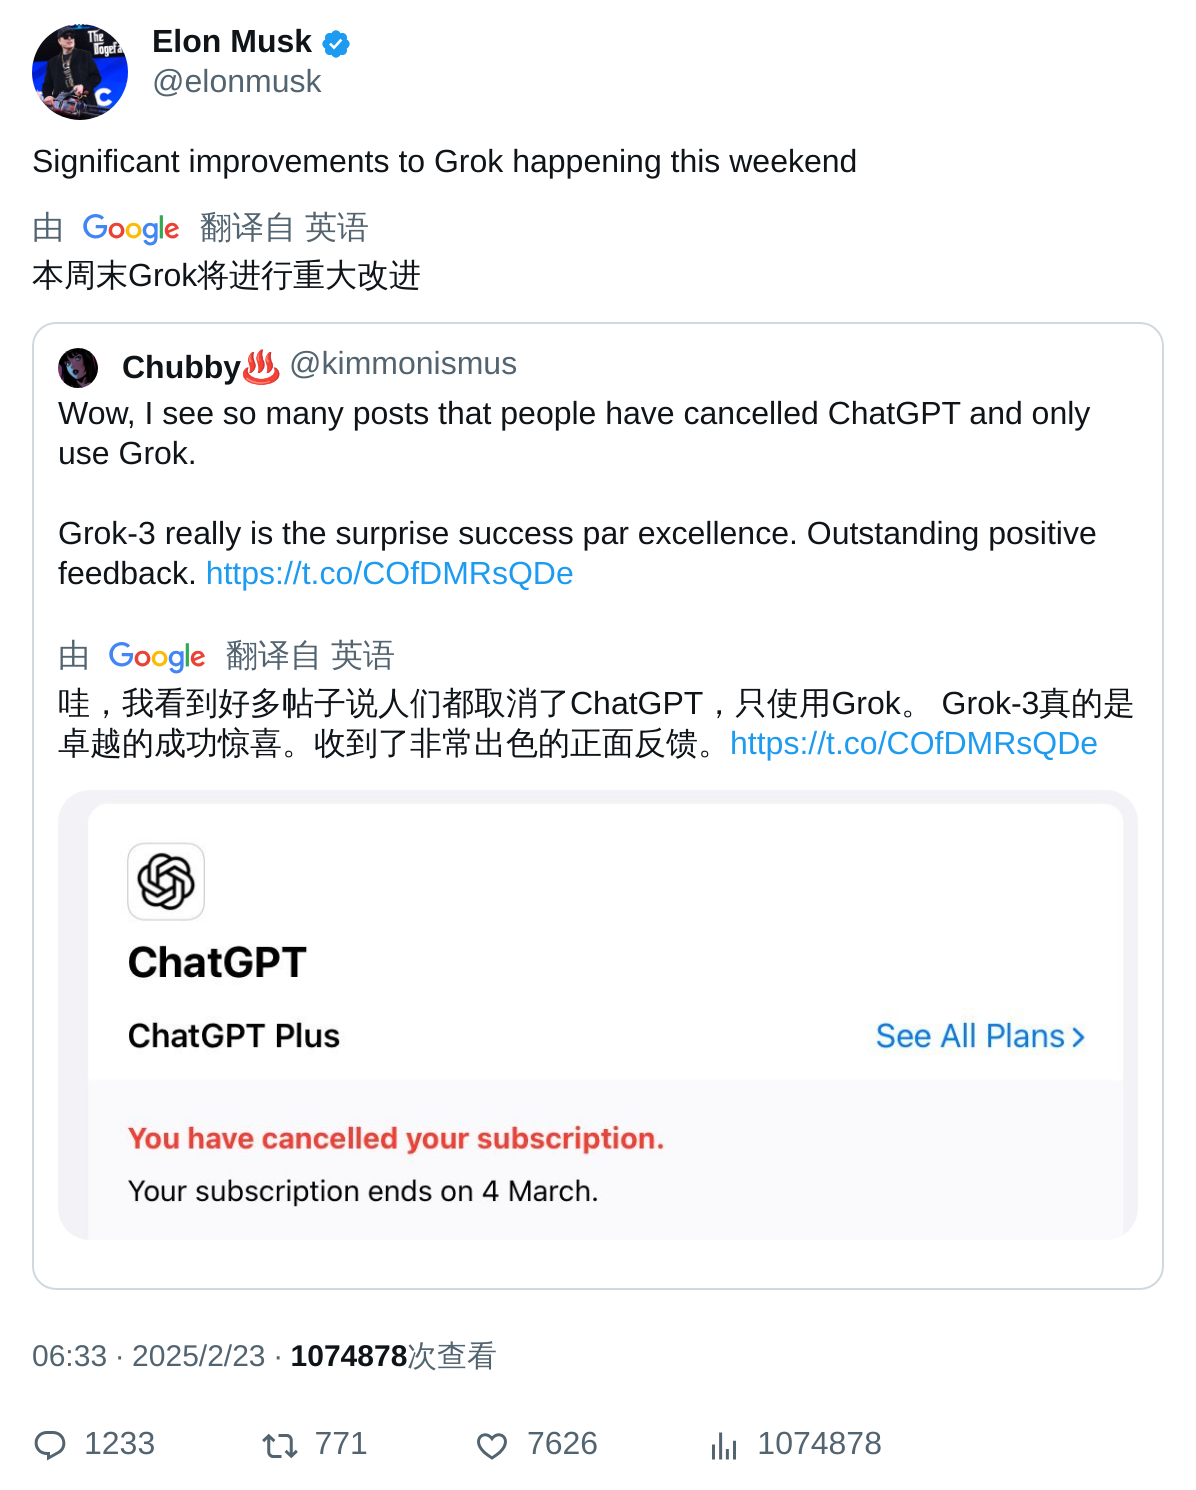 The
Dogefa
C
Elon Musk
@elonmusk
Significant improvements to Grok happening this weekend
由 Google 翻译自 英语
本周末Grok将进行重大改进
Chubby♨️ @kimmonismus
Wow, I see so many posts that people have cancelled ChatGPT and only
use Grok.
Grok-3 really is the surprise success par excellence. Outstanding positive
feedback. https://t.co/COfDMRsQDe
由 Google 翻译自 英语
哇，我看到好多帖子说人们都取消了ChatGPT，只使用Grok。 Grok-3真的是
卓越的成功惊喜。收到了非常出色的正面反馈。https://t.co/COfDMRsQDe
ChatGPT
ChatGPT Plus See All Plans >
You have cancelled your subscription.
Your subscription ends on 4 March.
06:33 · 2025/2/23 · 1074878次查看
1233 771 7626 1074878